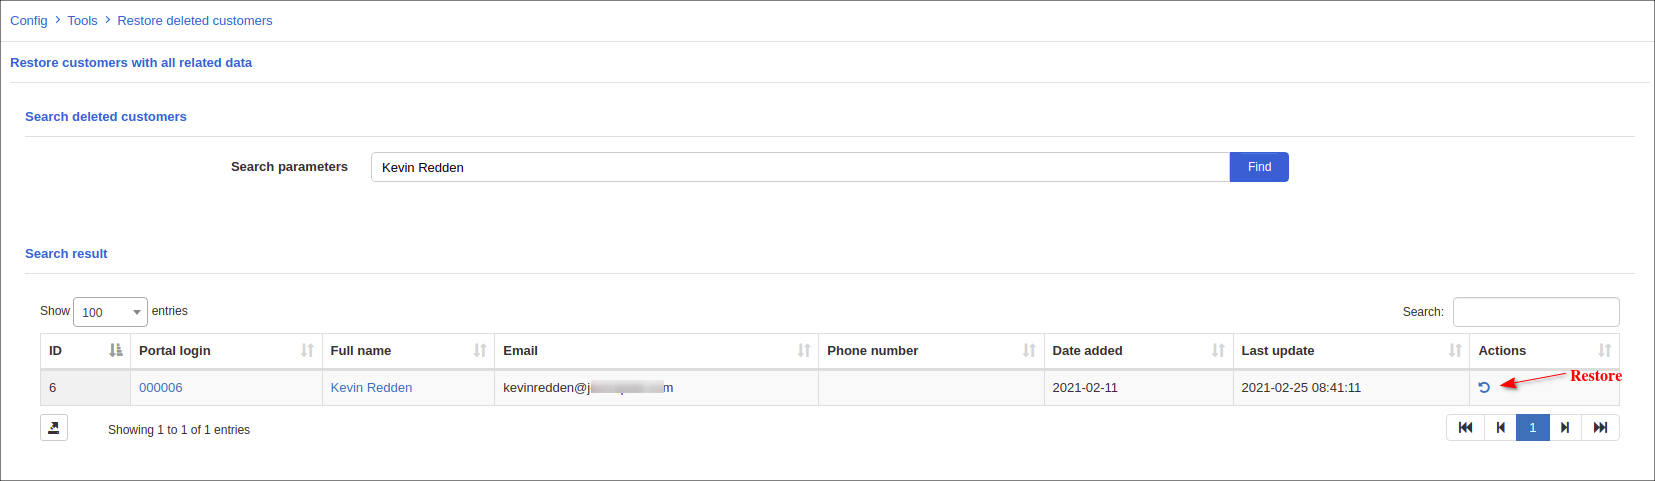 Config > Tools > Restore deleted customers
Restore customers with all related data
Search deleted customers
Search parameters Kevin Redden Find
Search result
Show 100 entries Search:
ID Portal login Full name Email Phone number Date added Last update Actions
6 000006 Kevin Redden kevinredden@j m 2021-02-11 2021-02-25 08:41:11 Restore
Showing 1 to 1 of 1 entries 1